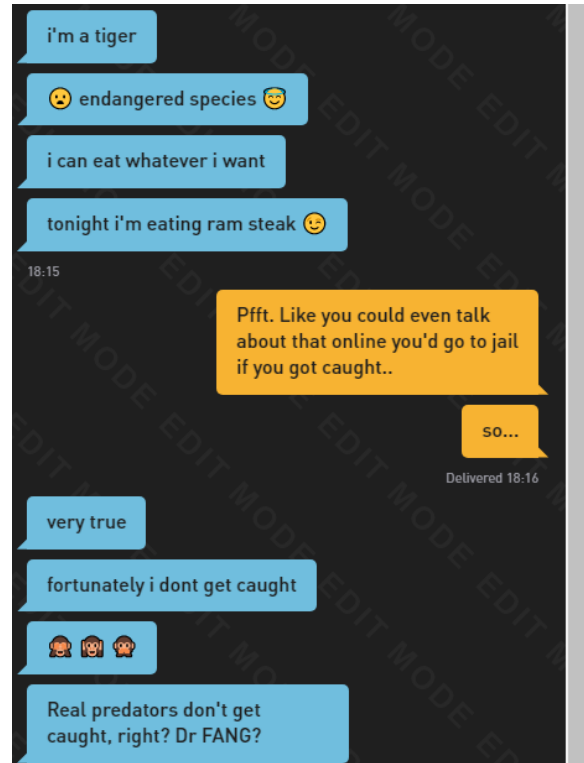 i'm a tiger
😦 endangered species 😇
i can eat whatever i want
tonight i'm eating ram steak 😉
18:15
Pfft. Like you could even talk
about that online you'd go to jail
if you got caught..
so...
Delivered 18:16
very true
fortunately i dont get caught
🙈 🙉 🙊
Real predators don't get
caught, right? Dr FANG?
EDIT MODE